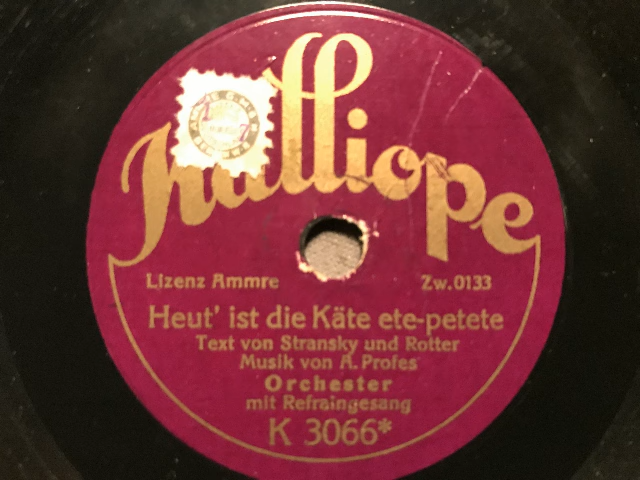 Kalliope
Lizenz Ammre
Zw.0133
Heut' ist die Käte ete-petete
Text von Stransky und Rotter
Musik von A. Profes
Orchester
mit Refraingesang
K 3066*